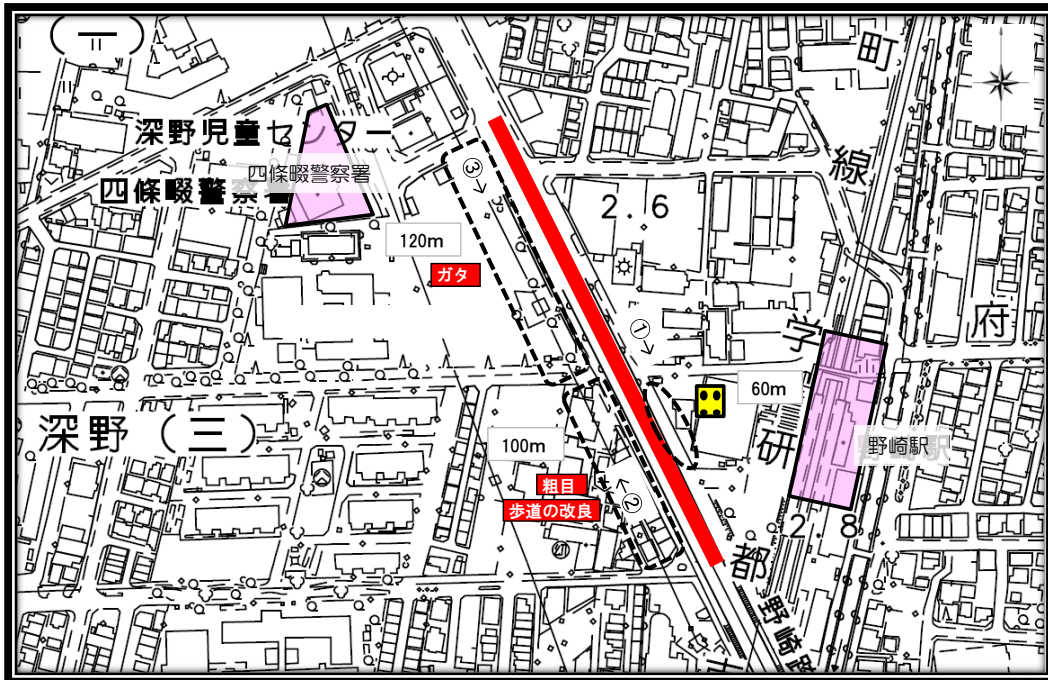 (二)
町
深野児童センター
四條畷警察署
四條畷警察署
線
③
2.6
120m
ガタ
①
学
府
60m
深野(三)
100m
研
野崎駅
粗目
②
歩道の改良
2.8
幼
都
野崎